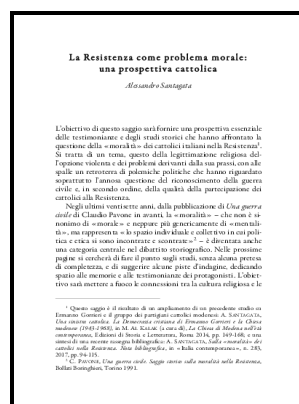 La Resistenza come problema morale:
una prospettiva cattolica
Alessandro Santagata
L'obiettivo di questo saggio sarà fornire una prospettiva essenziale
delle testimonianze e degli studi storici che hanno affrontato la
questione della «moralità» dei cattolici italiani nella Resistenza¹.
Si tratta di un tema, questo della legittimazione religiosa del-
l'opzione violenta e dei problemi derivanti dalla sua prassi, con alle
spalle un retroterra di polemiche politiche che hanno riguardato
soprattutto l'annosa questione del riconoscimento della guerra
civile e, in secondo ordine, della qualità della partecipazione dei
cattolici alla Resistenza.
Negli ultimi ventisette anni, dalla pubblicazione di Una guerra
civile di Claudio Pavone in avanti, la «moralità» – che non è si-
nonimo di «morale» e neppure più genericamente di «mentali-
tà», ma rappresenta «lo spazio individuale e collettivo in cui poli-
tica e etica si sono incontrate e scontrate»² – è diventata anche
una categoria centrale nel dibattito storiografico. Nelle prossime
pagine si cercherà di fare il punto sugli studi, senza alcuna pretesa
di completezza, e di suggerire alcune piste d'indagine, dedicando
spazio alle memorie e alle testimonianze dei protagonisti. L'obiet-
tivo sarà mettere a fuoco le connessioni tra la cultura religiosa e le
¹ Questo saggio è il risultato di un ampliamento di un precedente studio su
Ermanno Gorrieri e il gruppo dei partigiani cattolici modenesi: A. SANTAGATA,
Una cruenta cattolica. La Democrazia cristiana di Ermanno Gorrieri e la Chiesa
modenese (1943-1968), in M. AL KALAK (a cura di), La Chiesa di Modena nell'età
contemporanea, Edizioni di Storia e Letteratura, Roma 2014, pp. 149-168; e una
sintesi di una recente rassegna bibliografica: A. SANTAGATA, Sulla «moralità» dei
cattolici nella Resistenza. Nota bibliografica, in «Italia contemporanea», n. 283,
2017, pp. 94-115.
² C. PAVONE, Una guerra civile. Saggio storico sulla moralità nella Resistenza,
Bollati Boringhieri, Torino 1991.